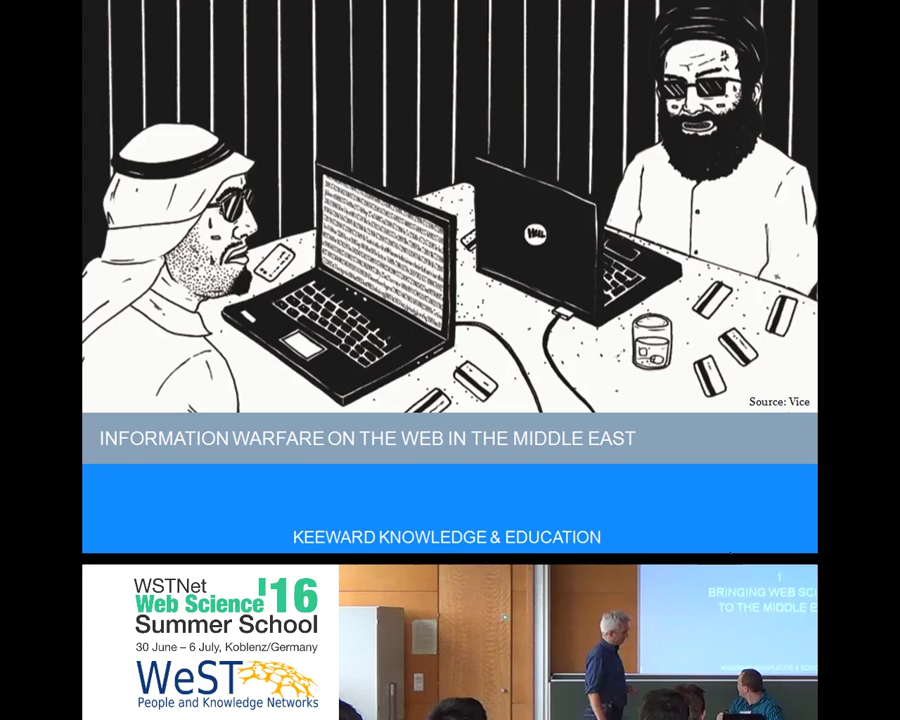 HELL
Source: Vice
INFORMATION WARFARE ON THE WEB IN THE MIDDLE EAST
KEEWARD KNOWLEDGE & EDUCATION
WSTNet
Web Science '16
Summer School
30 June – 6 July, Koblenz/Germany
WeST
People and Knowledge Networks
BRINGING WEB SCI
TO THE MIDDLE E